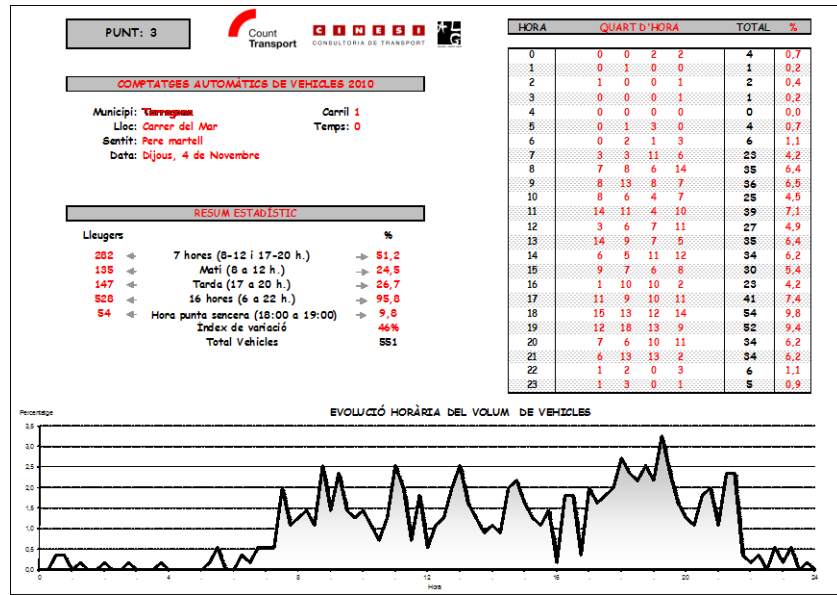 PUNT: 3
Count
Transport
CINESI
CONSULTORIA DE TRANSPORT
COMPTATGES AUTOMÀTICS DE VEHICLES 2010
Municipi: Tarragona Carril 1
Lloc: Carrer del Mar Temps: 0
Sentit: Pere martell
Data: Dijous, 4 de Novembre
RESUM ESTADÍSTIC
Lleugers %
282 7 hores (8-12 i 17-20 h.) 51,2
135 Matí (8 a 12 h.) 24,5
147 Tarda (17 a 20 h.) 26,7
528 16 hores (6 a 22 h.) 95,8
54 Hora punta sencera (18:00 a 19:00) 9,8
Índex de variació 46%
Total Vehicles 551
HORA QUART D'HORA TOTAL %
0 0 0 2 2 4 0,7
1 0 1 0 0 1 0,2
2 1 0 0 1 2 0,4
3 0 0 0 1 1 0,2
4 0 0 0 0 0 0,0
5 0 1 3 0 4 0,7
6 0 2 1 3 6 1,1
7 3 3 11 6 23 4,2
8 7 8 6 14 35 6,4
9 8 13 8 7 36 6,5
10 8 6 4 7 25 4,5
11 14 11 4 10 39 7,1
12 3 6 7 11 27 4,9
13 14 9 7 5 35 6,4
14 6 5 11 12 34 6,2
15 9 7 6 8 30 5,4
16 1 10 10 2 23 4,2
17 11 9 10 11 41 7,4
18 15 13 12 14 54 9,8
19 12 18 13 9 52 9,4
20 7 6 10 11 34 6,2
21 6 13 13 2 34 6,2
22 1 2 0 3 6 1,1
23 1 3 0 1 5 0,9
EVOLUCIÓ HORÀRIA DEL VOLUM DE VEHICLES
Percentatge
3,5
3,0
2,5
2,0
1,5
1,0
0,5
0,0
0 4 8 12 16 20 24
Hora